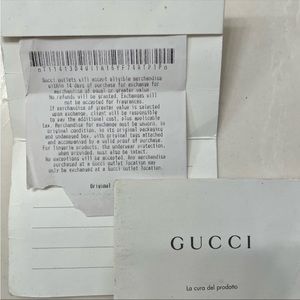 Gucci outlets will accept eligible merchandise
within 14 days of purchase for exchange for
merchandise of equal or greater value
No refunds will be granted. Exchanges will
not be accepted for fragrances.
If merchandise of greater value is selected
upon exchange, client will be responsible
to pay the additional cost, plus applicable
tax. Merchandise for exchange must be unworn, in
original condition, in its original packaging
and undamaged box, with original tags attached
and accompanied by a valid proof of purchase.
For lingerie products, the underwear protection,
when provided, must also be intact.
No exceptions will be accepted. Any merchandise
purchased at a Gucci outlet location may
only be exchanged at a Gucci outlet location.
Original
GUCCI
La cura del prodotto